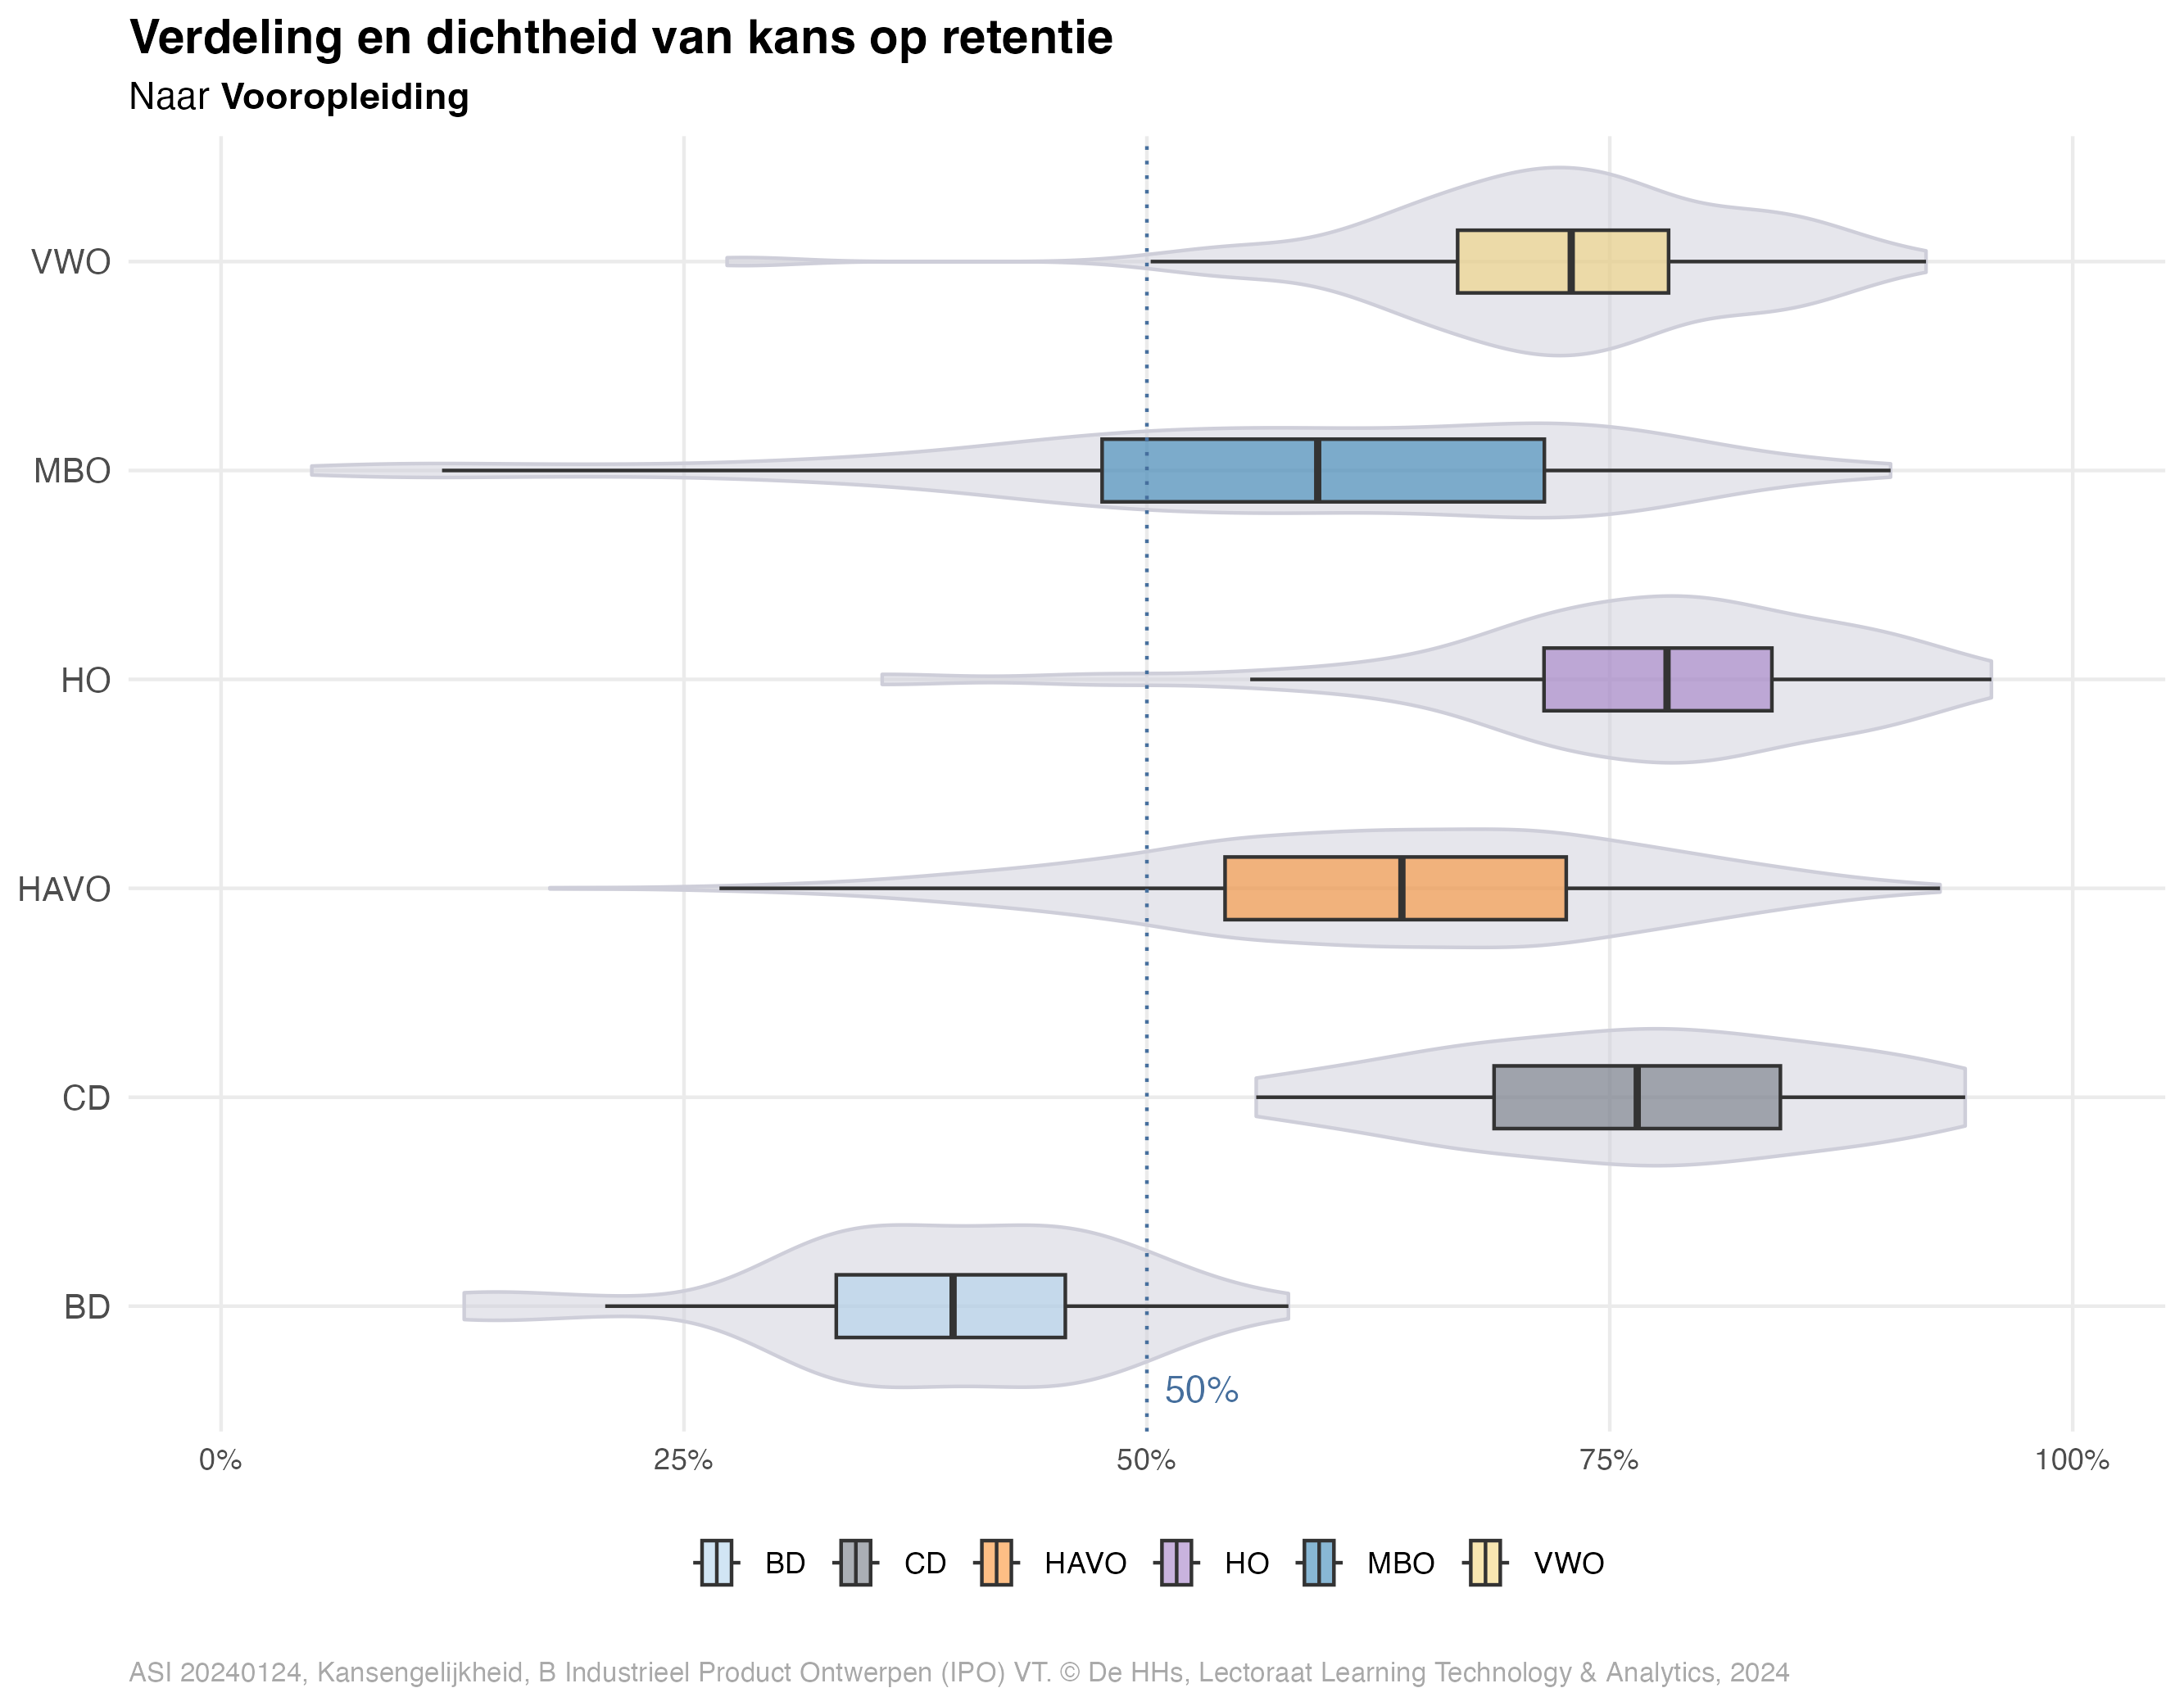 Verdeling en dichtheid van kans op retentie
Naar Vooropleiding
VWO
MBO
HO
HAVO
CD
BD
50%
0% 25% 50% 75% 100%
BD CD HAVO HO MBO VWO
ASI 20240124, Kansengelijkheid, B Industrieel Product Ontwerpen (IPO) VT. © De HHs, Lectoraat Learning Technology & Analytics, 2024